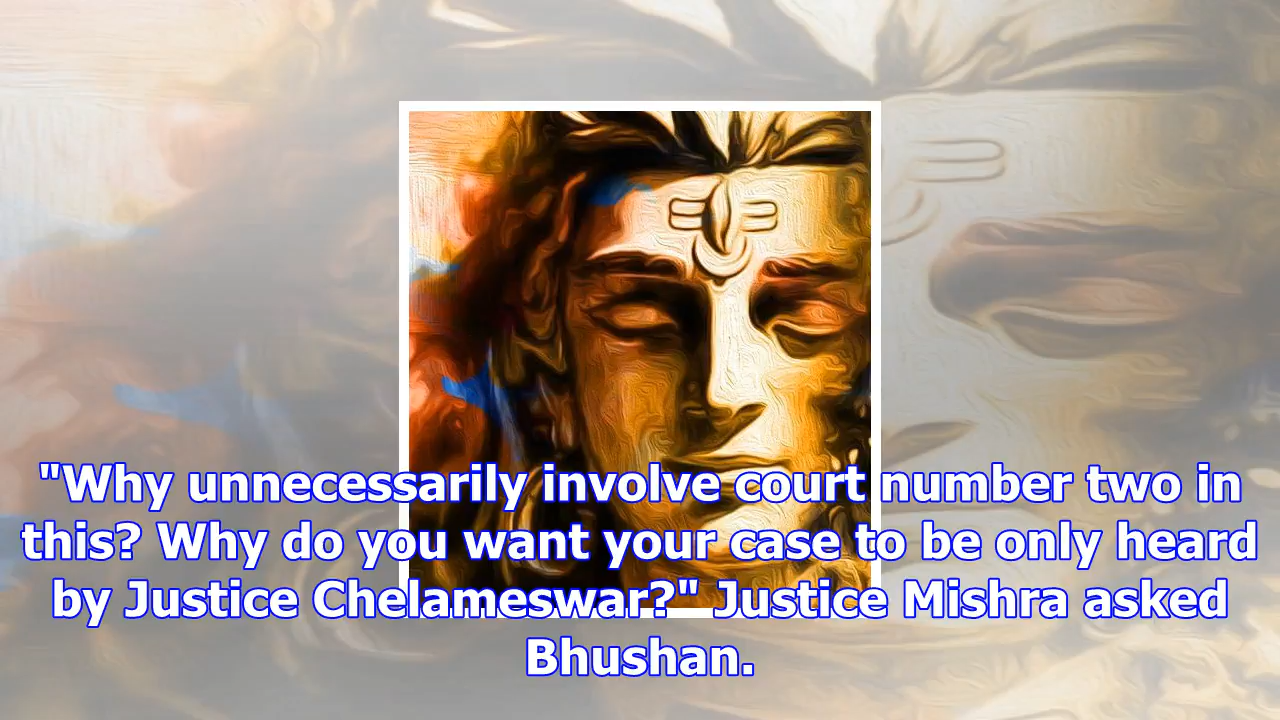 "Why unnecessarily involve court number two in
this? Why do you want your case to be only heard
by Justice Chelameswar?" Justice Mishra asked
Bhushan.